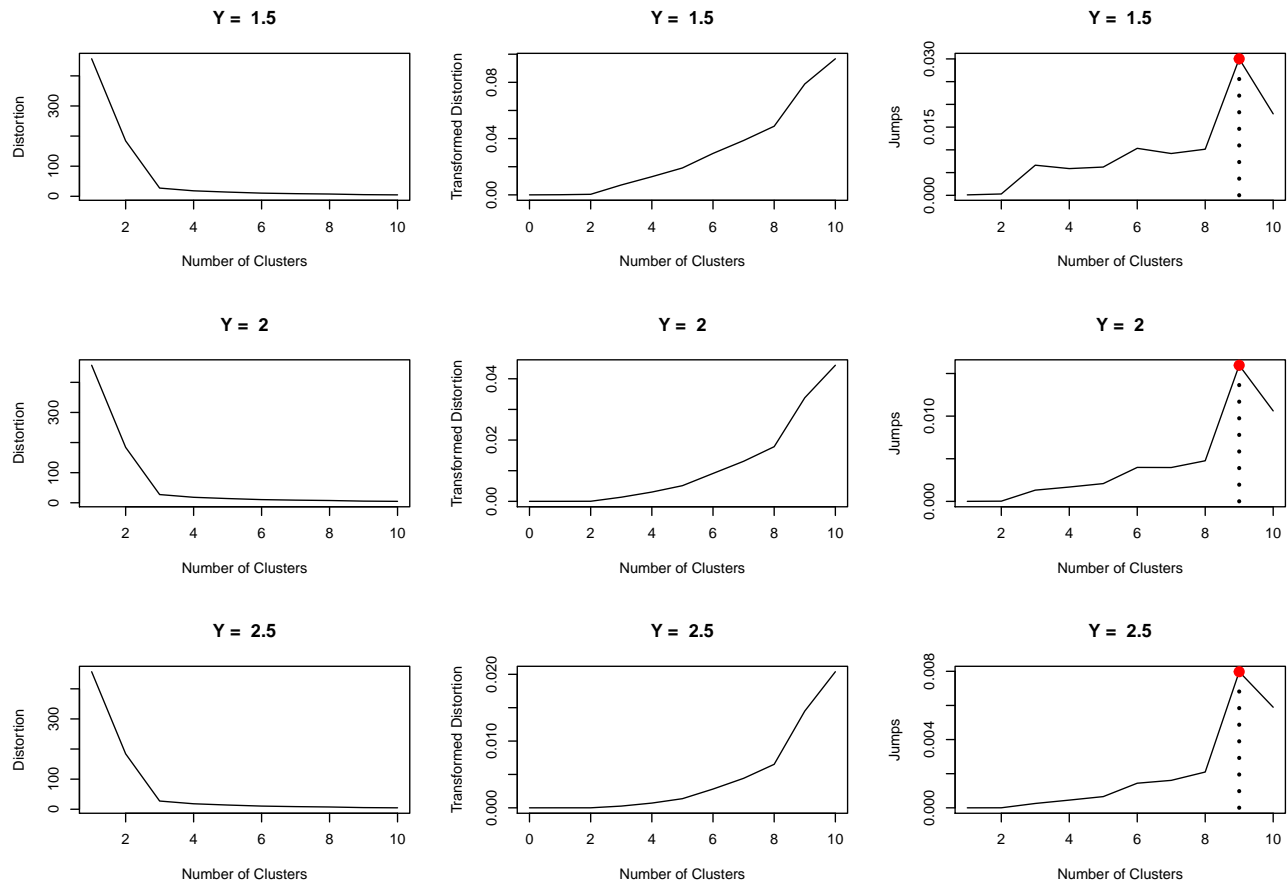 Y = 1.5
Distortion
300
100
0
2 4 6 8 10
Number of Clusters
Y = 1.5
Transformed Distortion
0.08
0.04
0.00
0 2 4 6 8 10
Number of Clusters
Y = 1.5
Jumps
0.030
0.015
0.000
2 4 6 8 10
Number of Clusters
Y = 2
Distortion
300
100
0
2 4 6 8 10
Number of Clusters
Y = 2
Transformed Distortion
0.04
0.02
0.00
0 2 4 6 8 10
Number of Clusters
Y = 2
Jumps
0.010
0.000
2 4 6 8 10
Number of Clusters
Y = 2.5
Distortion
300
100
0
2 4 6 8 10
Number of Clusters
Y = 2.5
Transformed Distortion
0.020
0.010
0.000
0 2 4 6 8 10
Number of Clusters
Y = 2.5
Jumps
0.008
0.004
0.000
2 4 6 8 10
Number of Clusters